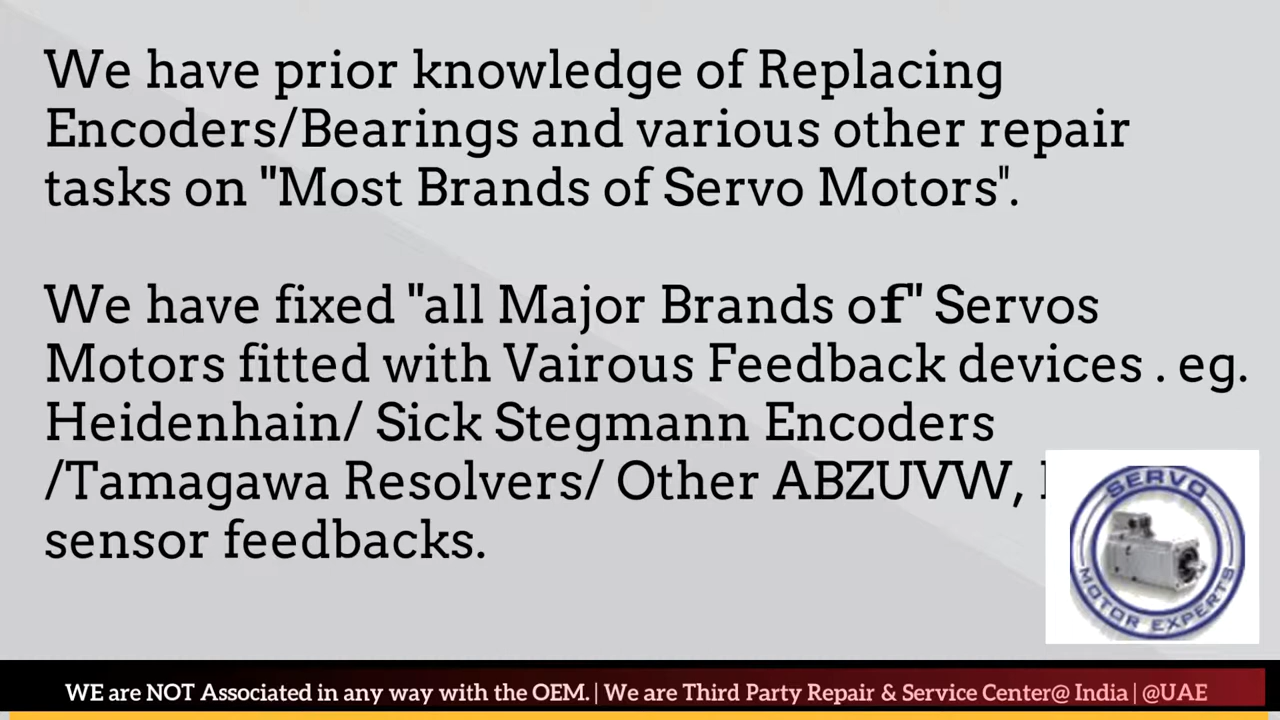 We have prior knowledge of Replacing
Encoders/Bearings and various other repair
tasks on "Most Brands of Servo Motors".
We have fixed "all Major Brands of" Servos
Motors fitted with Vairous Feedback devices . eg.
Heidenhain/ Sick Stegmann Encoders
/Tamagawa Resolvers/ Other ABZUVW,
sensor feedbacks.
SERVO
MOTOR EXPERTS
WE are NOT Associated in any way with the OEM. | We are Third Party Repair & Service Center@ India | @UAE